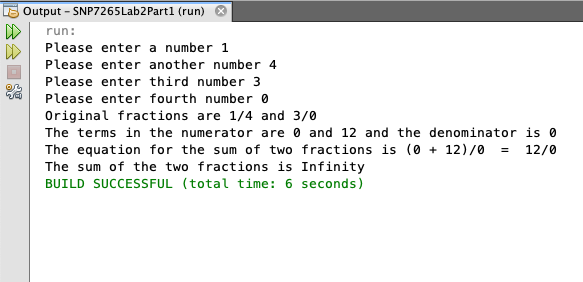 Output – SNP7265Lab2Part1 (run)
run:
Please enter a number 1
Please enter another number 4
Please enter third number 3
Please enter fourth number 0
Original fractions are 1/4 and 3/0
The terms in the numerator are 0 and 12 and the denominator is 0
The equation for the sum of two fractions is (0 + 12)/0  =  12/0
The sum of the two fractions is Infinity
BUILD SUCCESSFUL (total time: 6 seconds)